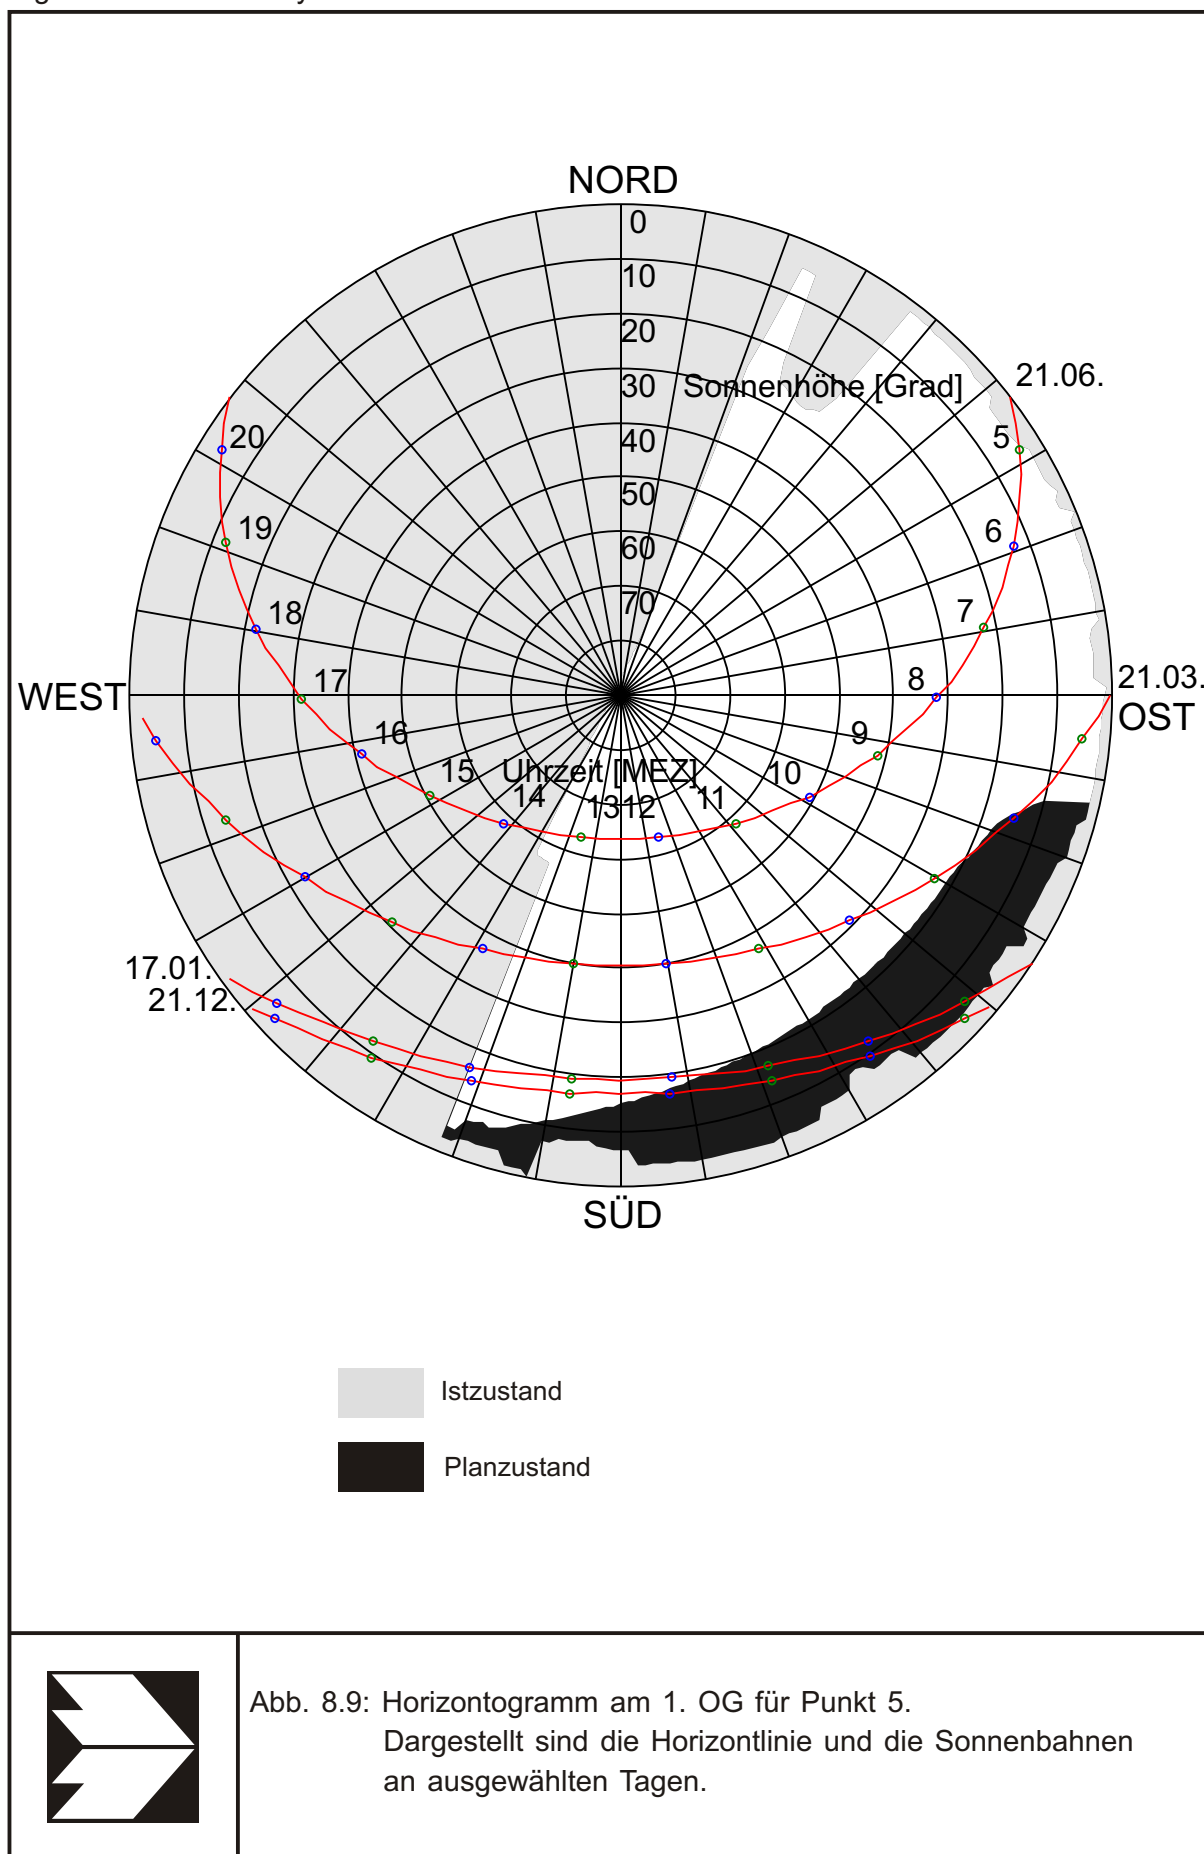 NORD
0
10
20
30
Sonnenhöhe [Grad]
21.06.
40
20
5
50
19
6
60
18
70
7
WEST
17
8
21.03.
OST
16
9
15
Uhrzeit [MEZ]
10
14
13
12
11
17.01.
21.12.
SÜD
Istzustand
Planzustand
Abb. 8.9: Horizontogramm am 1. OG für Punkt 5.
Dargestellt sind die Horizontlinie und die Sonnenbahnen
an ausgewählten Tagen.